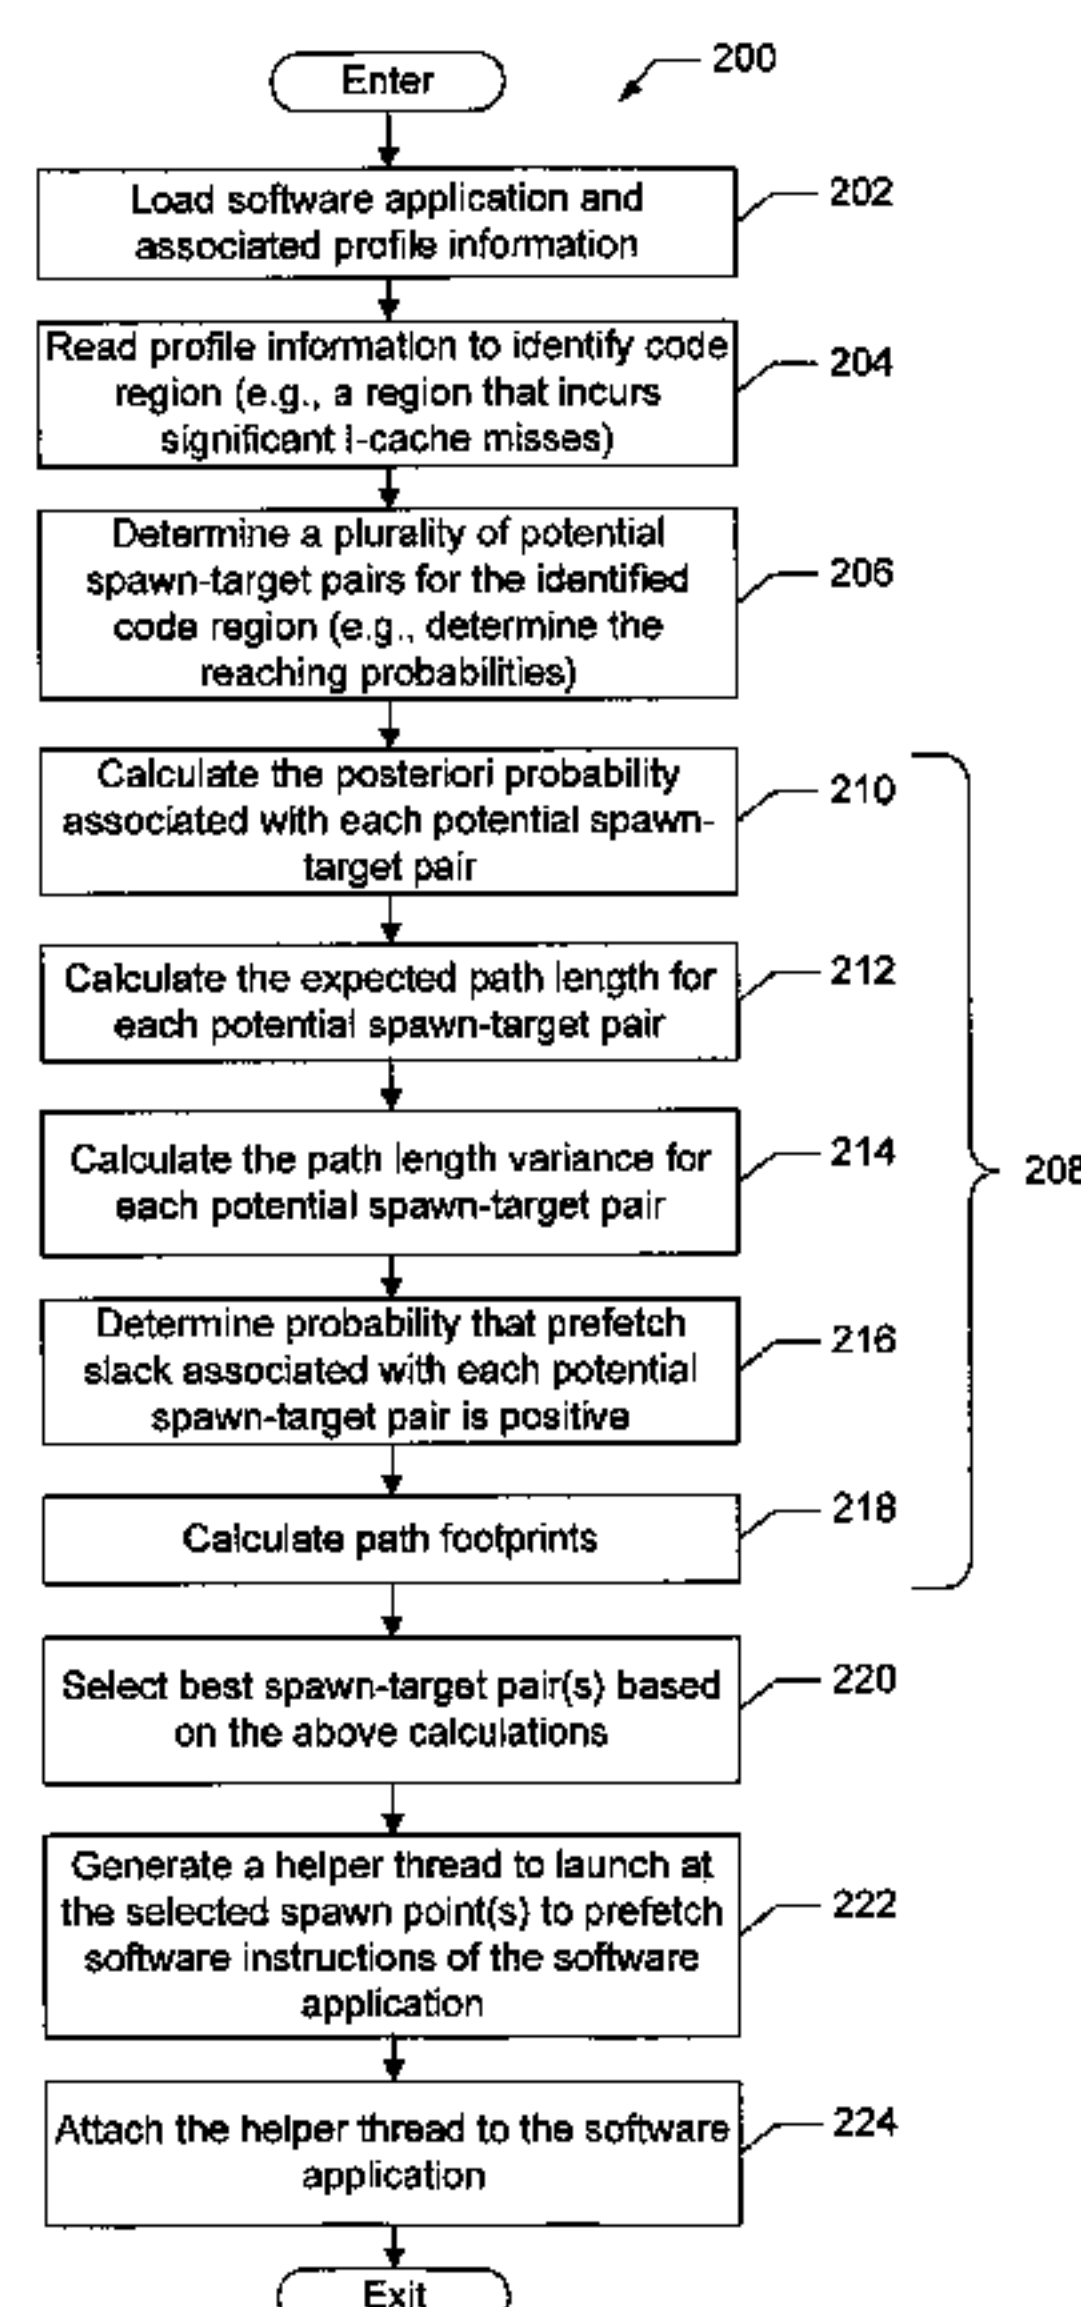 Enter
200
Load software application and
associated profile information
202
Read profile information to identify code
region (e.g., a region that incurs
significant I-cache misses)
204
Determine a plurality of potential
spawn-target pairs for the identified
code region (e.g., determine the
reaching probabilities)
206
Calculate the posteriori probability
associated with each potential spawn-
target pair
210
Calculate the expected path length for
each potential spawn-target pair
212
Calculate the path length variance for
each potential spawn-target pair
214
208
Determine probability that prefetch
slack associated with each potential
spawn-target pair is positive
216
Calculate path footprints
218
Select best spawn-target pair(s) based
on the above calculations
220
Generate a helper thread to launch at
the selected spawn point(s) to prefetch
software instructions of the software
application
222
Attach the helper thread to the software
application
224
Exit